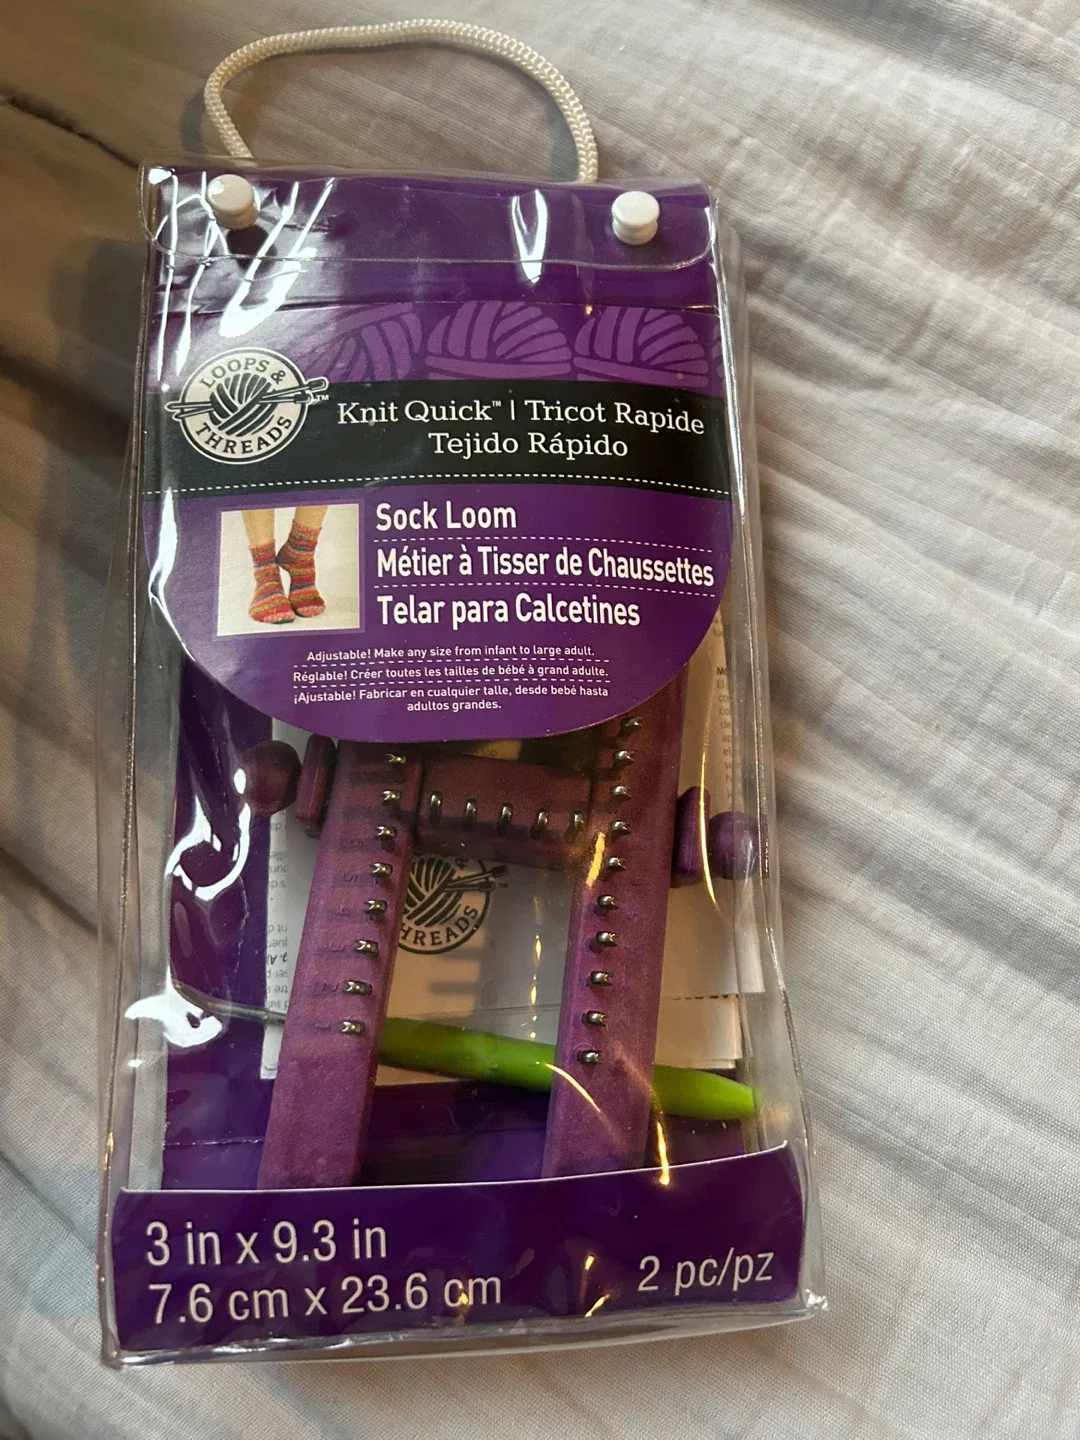 LOOPS &
THREADS™
Knit Quick™ | Tricot Rapide
Tejido Rápido
Sock Loom
Métier à Tisser de Chaussettes
Telar para Calcetines
Adjustable! Make any size from infant to large adult.
Réglable! Créer toutes les tailles de bébé à grand adulte.
¡Ajustable! Fabricar en cualquier talle, desde bebé hasta
adultos grandes.
HREADS
3 in x 9.3 in
7.6 cm x 23.6 cm
2 pc/pz